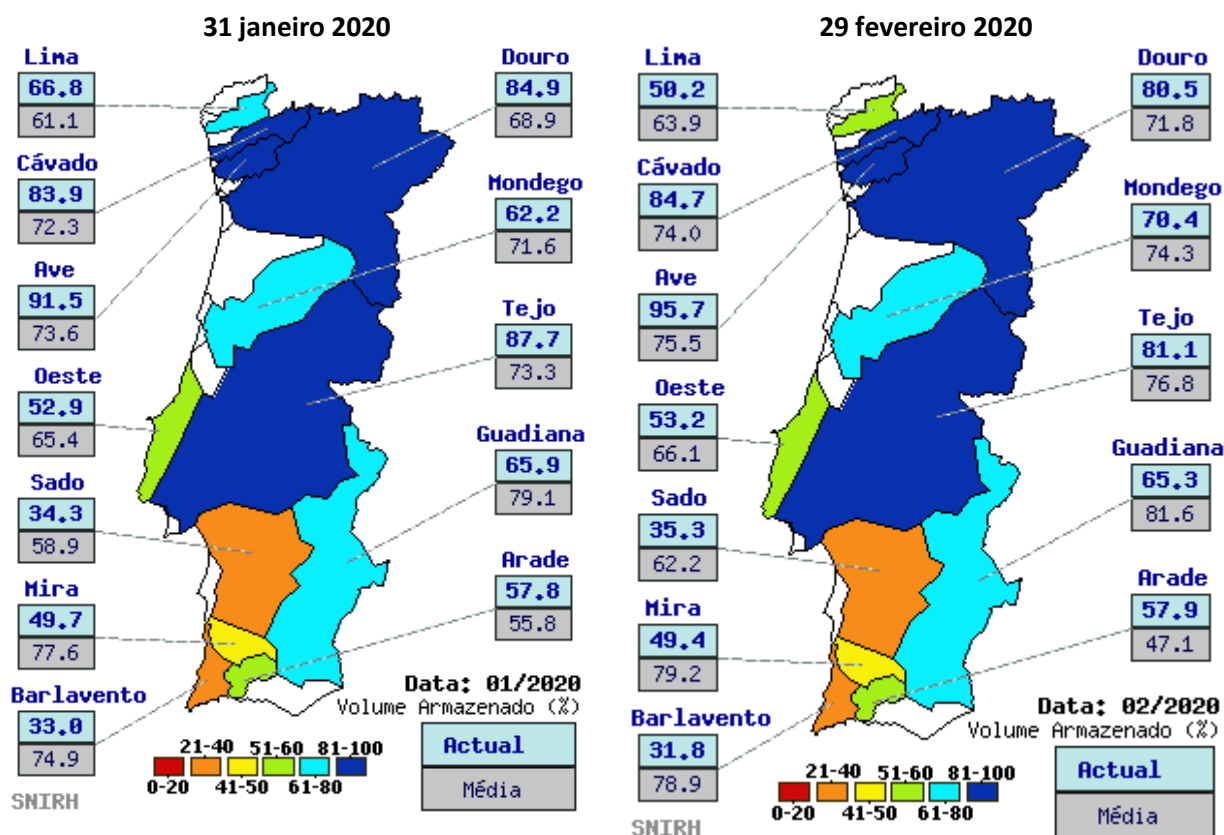 31 janeiro 2020
Lima
66.8
61.1
Douro
84.9
68.9
Cávado
83.9
72.3
Mondego
62.2
71.6
Ave
91.5
73.6
Tejo
87.7
73.3
Oeste
52.9
65.4
Guadiana
65.9
79.1
Sado
34.3
58.9
Arade
57.8
55.8
Mira
49.7
77.6
Barlavento
33.0
74.9
Data: 01/2020
Volume Armazenado (%)
Actual
Média
21-40 51-60 81-100
0-20 41-50 61-80
SNIRH
29 fevereiro 2020
Lima
50.2
63.9
Douro
80.5
71.8
Cávado
84.7
74.0
Mondego
70.4
74.3
Ave
95.7
75.5
Tejo
81.1
76.8
Oeste
53.2
66.1
Guadiana
65.3
81.6
Sado
35.3
62.2
Arade
57.9
47.1
Mira
49.4
79.2
Barlavento
31.8
78.9
Data: 02/2020
Volume Armazenado (%)
Actual
Média
21-40 51-60 81-100
0-20 41-50 61-80
SNIRH